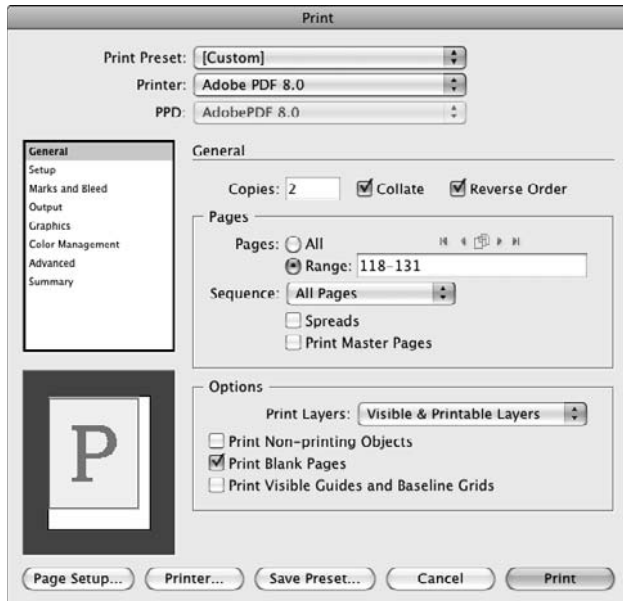 Print
Print Preset: [Custom]
Printer: Adobe PDF 8.0
PPD: AdobePDF 8.0
General
Setup
Marks and Bleed
Output
Graphics
Color Management
Advanced
Summary
General
Copies: 2 Collate Reverse Order
Pages
Pages: All
Range: 118-131
Sequence: All Pages
Spreads
Print Master Pages
P
Options
Print Layers: Visible & Printable Layers
Print Non-printing Objects
Print Blank Pages
Print Visible Guides and Baseline Grids
Page Setup... Printer... Save Preset... Cancel Print